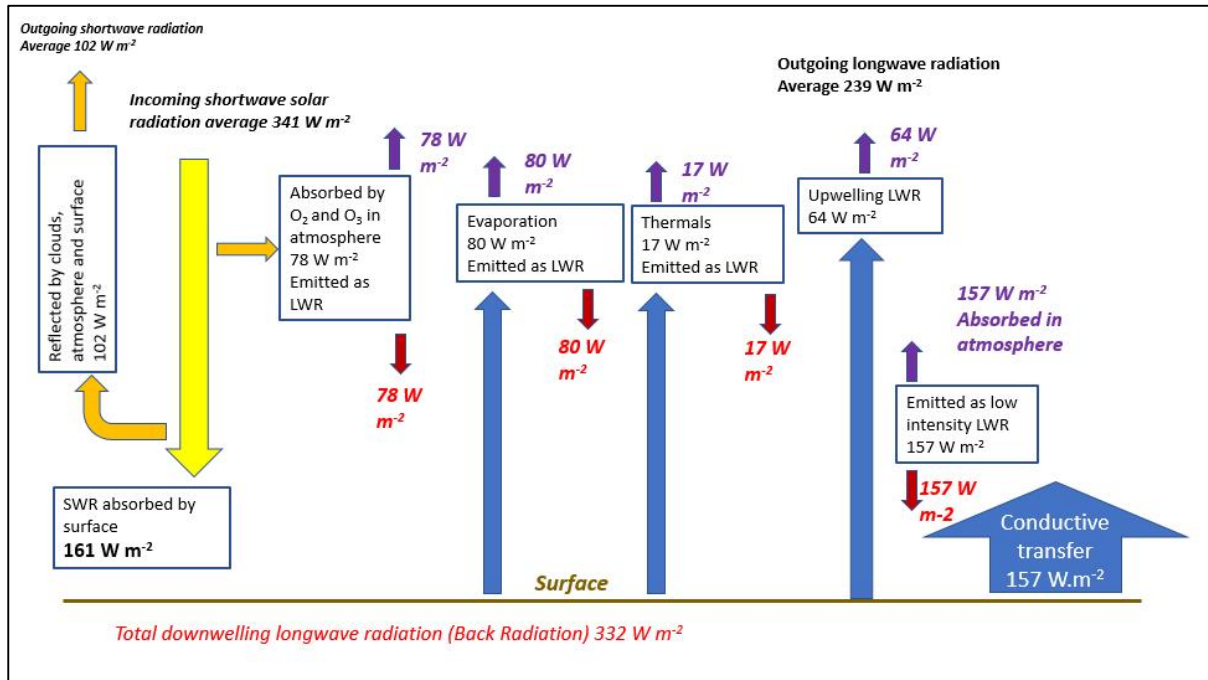 Outgoing shortwave radiation
Average 102 W m-2
Incoming shortwave solar
radiation average 341 W m-2
Reflected by clouds,
atmosphere and surface
102 W m-2
SWR absorbed by
surface
161 W m-2
78 W
m-2
Absorbed by
O2 and O3 in
atmosphere
78 W m-2
Emitted as
LWR
78 W
m-2
80 W
m-2
Evaporation
80 W m-2
Emitted as LWR
80 W
m-2
17 W
m-2
Thermals
17 W m-2
Emitted as LWR
17 W
m-2
Outgoing longwave radiation
Average 239 W m-2
64 W
m-2
Upwelling LWR
64 W m-2
157 W m-2
Absorbed in
atmosphere
Emitted as low
intensity LWR
157 W m-2
157 W
m-2
Conductive
transfer
157 W.m-2
Surface
Total downwelling longwave radiation (Back Radiation) 332 W m-2